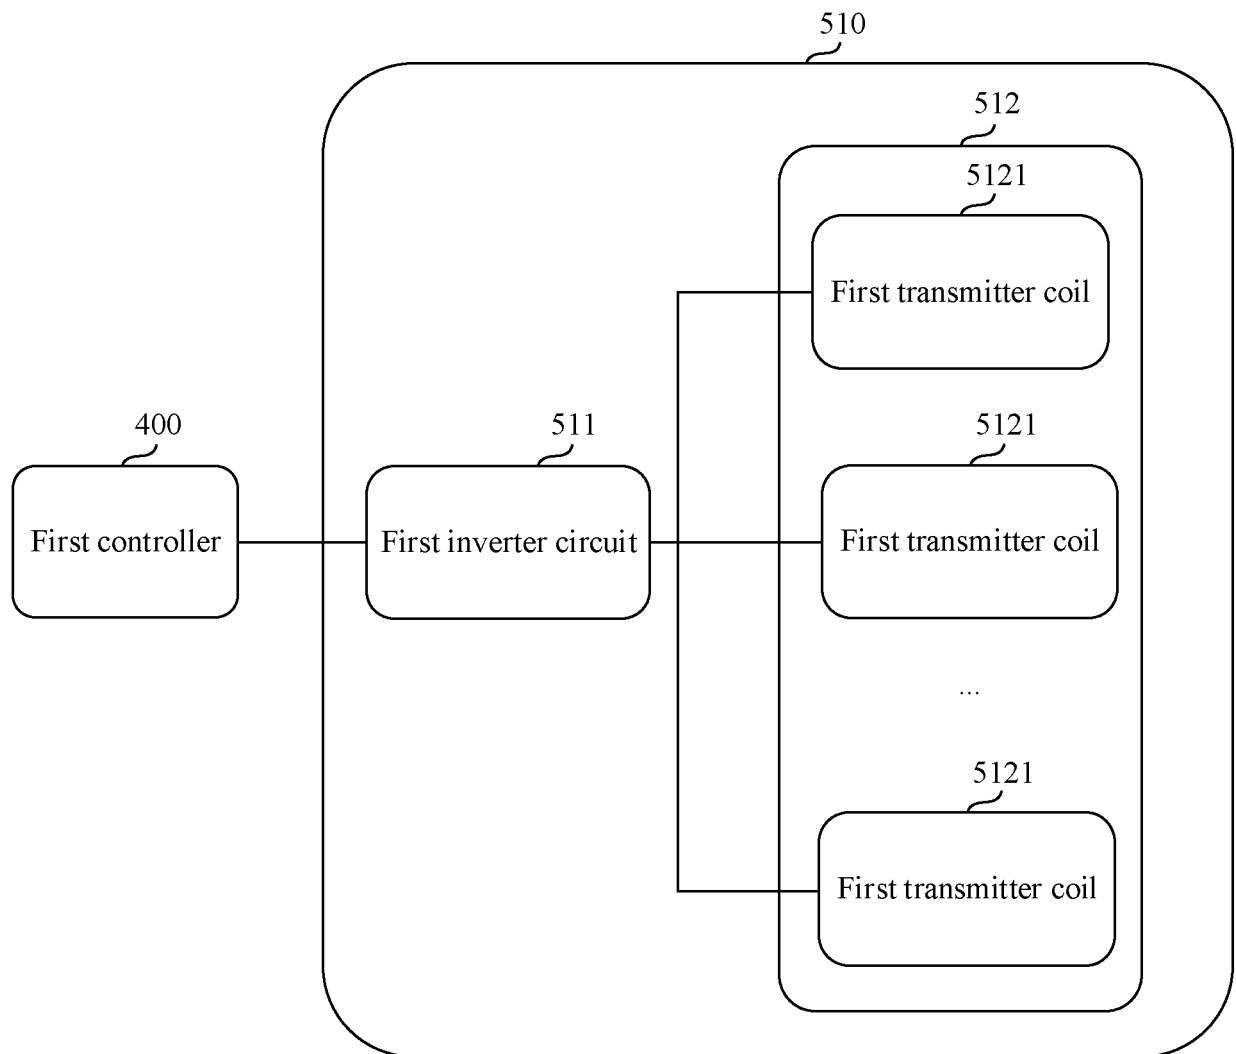 510
512
5121
First transmitter coil
400
511
5121
First controller
First inverter circuit
First transmitter coil
...
5121
First transmitter coil